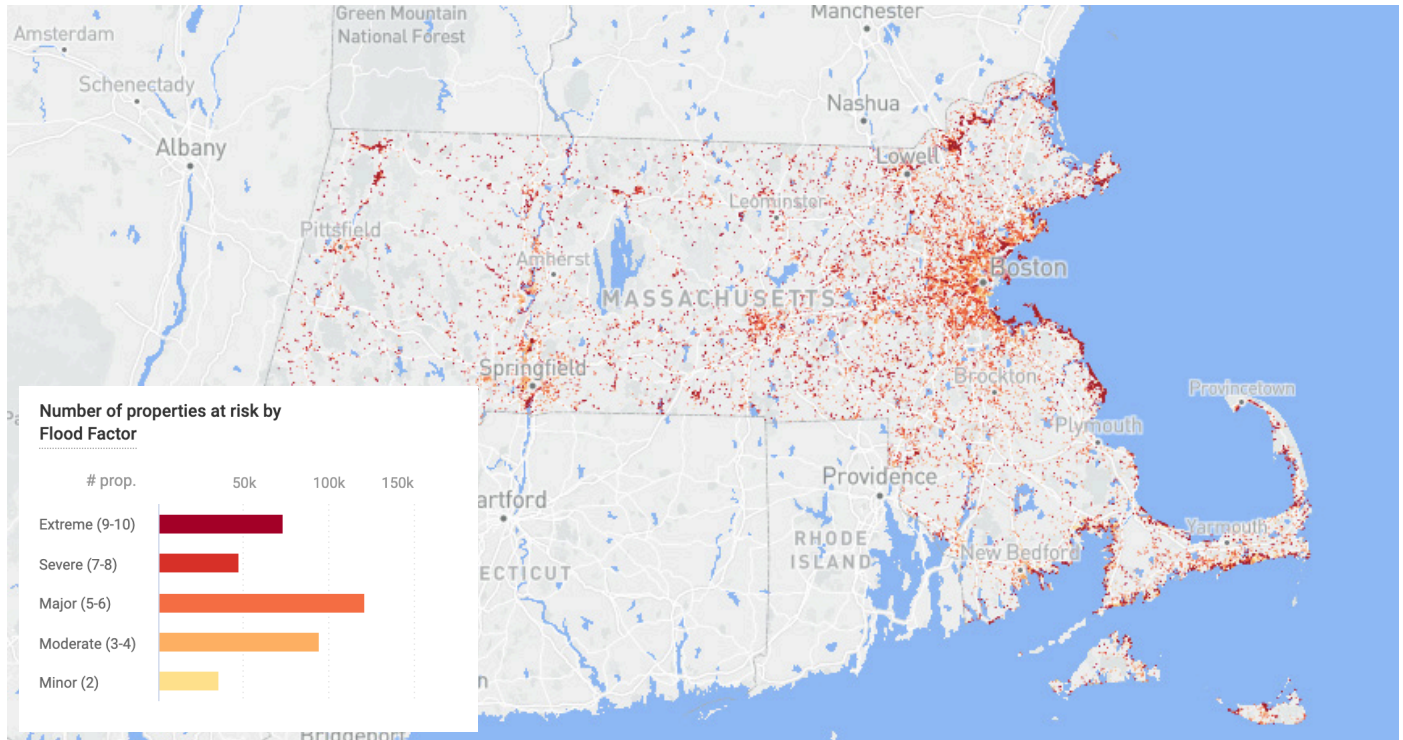 Green Mountain
National Forest
Manchester
Amsterdam
Schenectady
Nashua
Albany
Lowell
Leominster
Pittsfield
Amherst
Boston
MASSACHUSETTS
Springfield
Brockton
Provincetown
Plymouth
Providence
artford
Yarmouth
RHODE
ISLAND
New Bedford
ECTICUT
Number of properties at risk by
Flood Factor
# prop. 50k 100k 150k
Extreme (9-10)
Severe (7-8)
Major (5-6)
Moderate (3-4)
Minor (2)